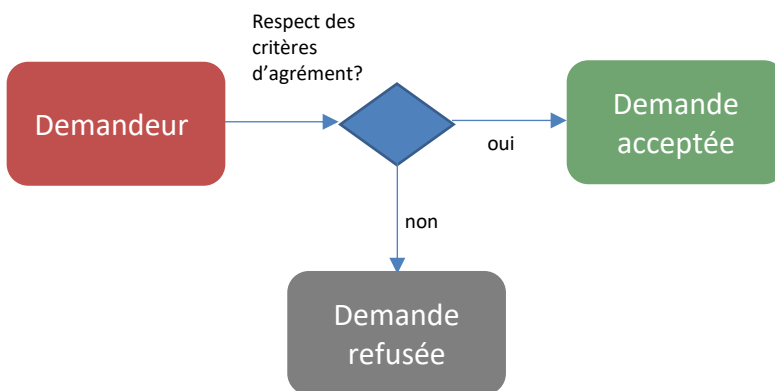 Respect des
critères
d’agrément?
Demandeur
oui
Demande
acceptée
non
Demande
refusée